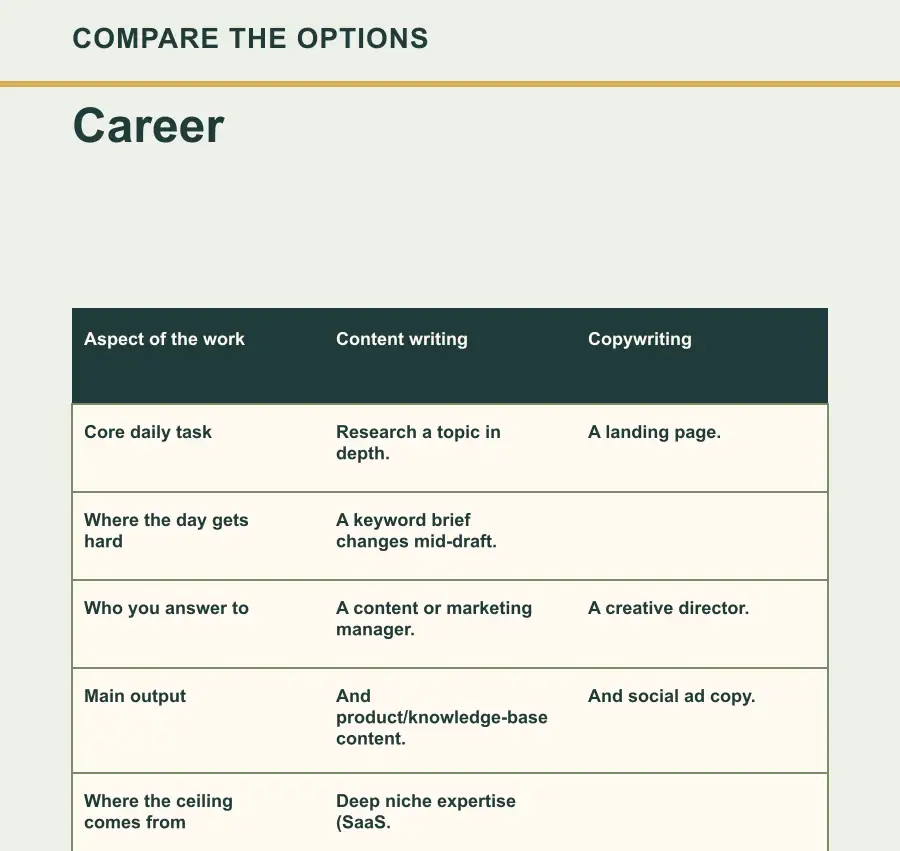 COMPARE THE OPTIONS
Career
Aspect of the work
Content writing
Copywriting
Core daily task
Research a topic in
depth.
A landing page.
Where the day gets
hard
A keyword brief
changes mid-draft.
Who you answer to
A content or marketing
manager.
A creative director.
Main output
And
product/knowledge-base
content.
And social ad copy.
Where the ceiling
comes from
Deep niche expertise
(SaaS.